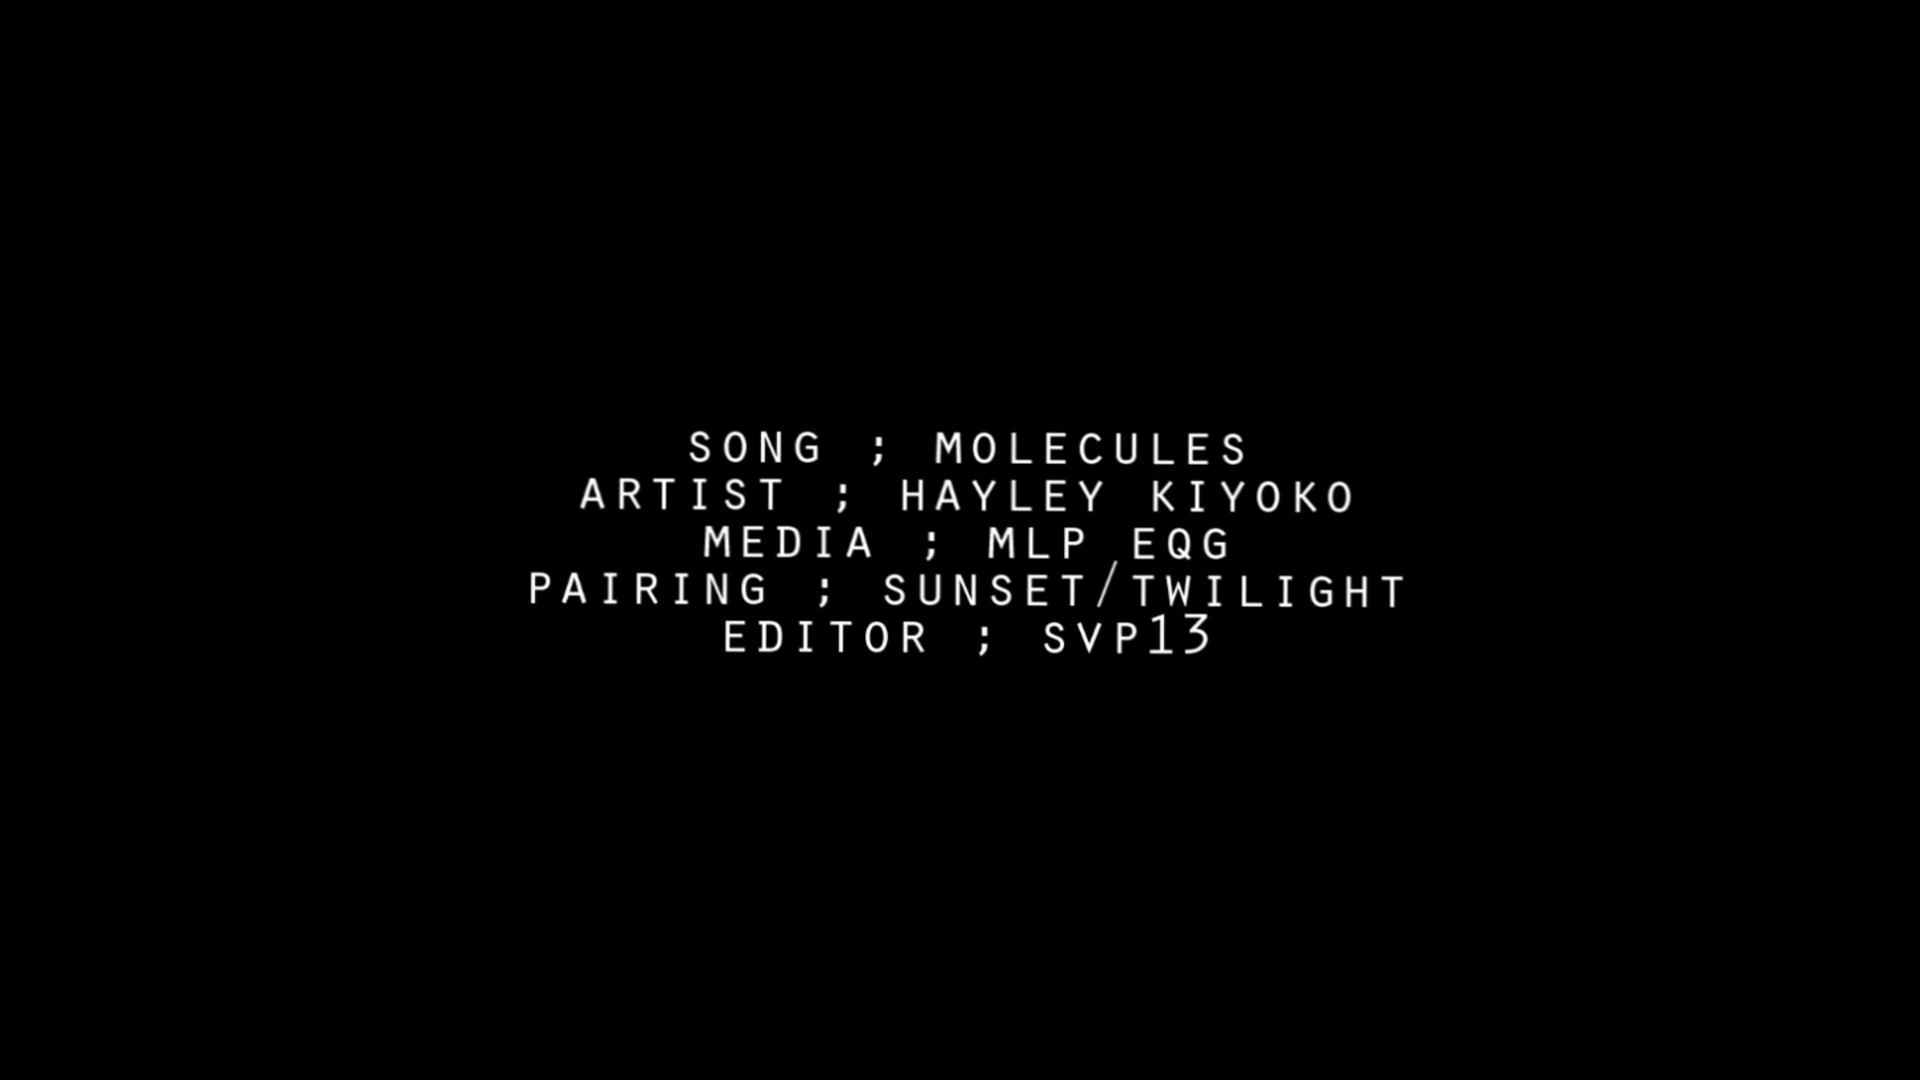 SONG ; MOLECULES
ARTIST ; HAYLEY KIYOKO
MEDIA ; MLP EQG
PAIRING ; SUNSET/TWILIGHT
EDITOR ; SVP13